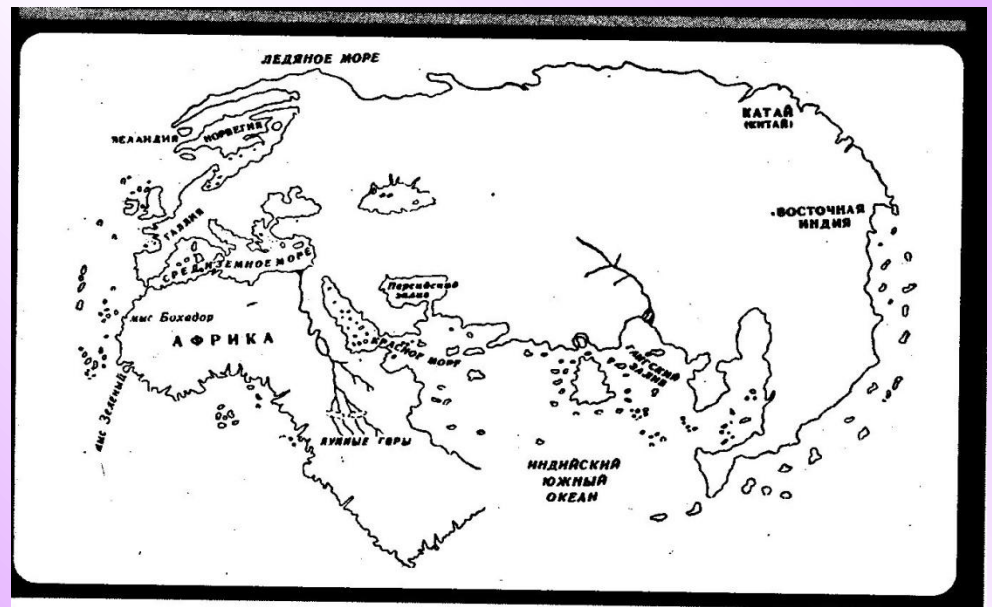 ЛЕДЯНОЕ МОРЕ
КАТАЙ
(КИТАЙ)
НОРВЕГИЯ
ВОСТОЧНАЯ
ИНДИЯ
ГАЛЛИЯ
СРЕДИЗЕМНОЕ МОРЕ
Персидский
залив
мыс Бохадор
АФРИКА
КРАСНОЕ МОРЕ
ГАНГСКИЙ
ЗАЛИВ
мыс Зеленый
ЛУННЫЕ ГОРЫ
ИНДИЙСКИЙ
ЮЖНЫЙ
ОКЕАН